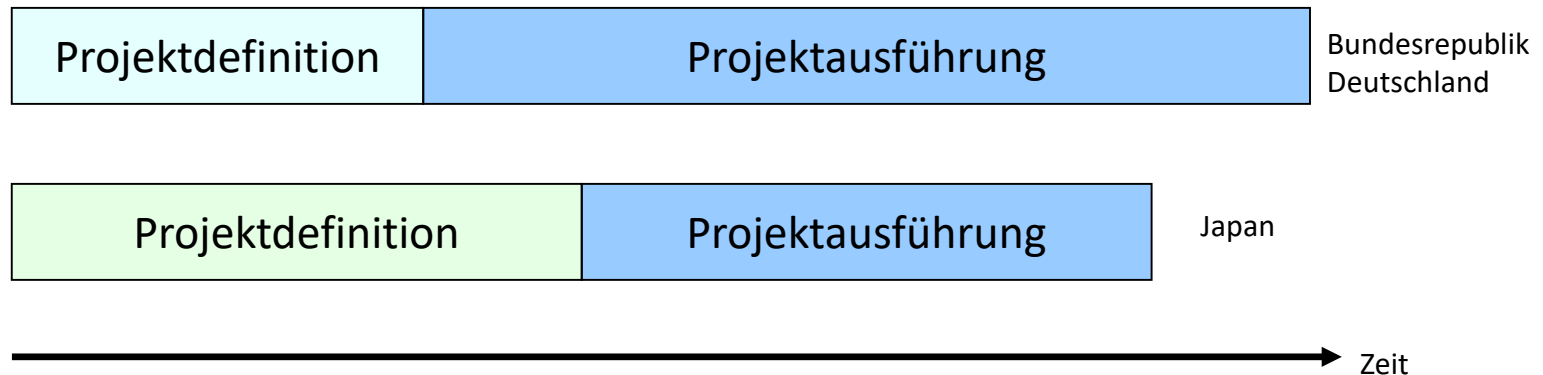 Projektdefinition
Projektausführung
Bundesrepublik
Deutschland
Projektdefinition
Projektausführung
Japan
Zeit